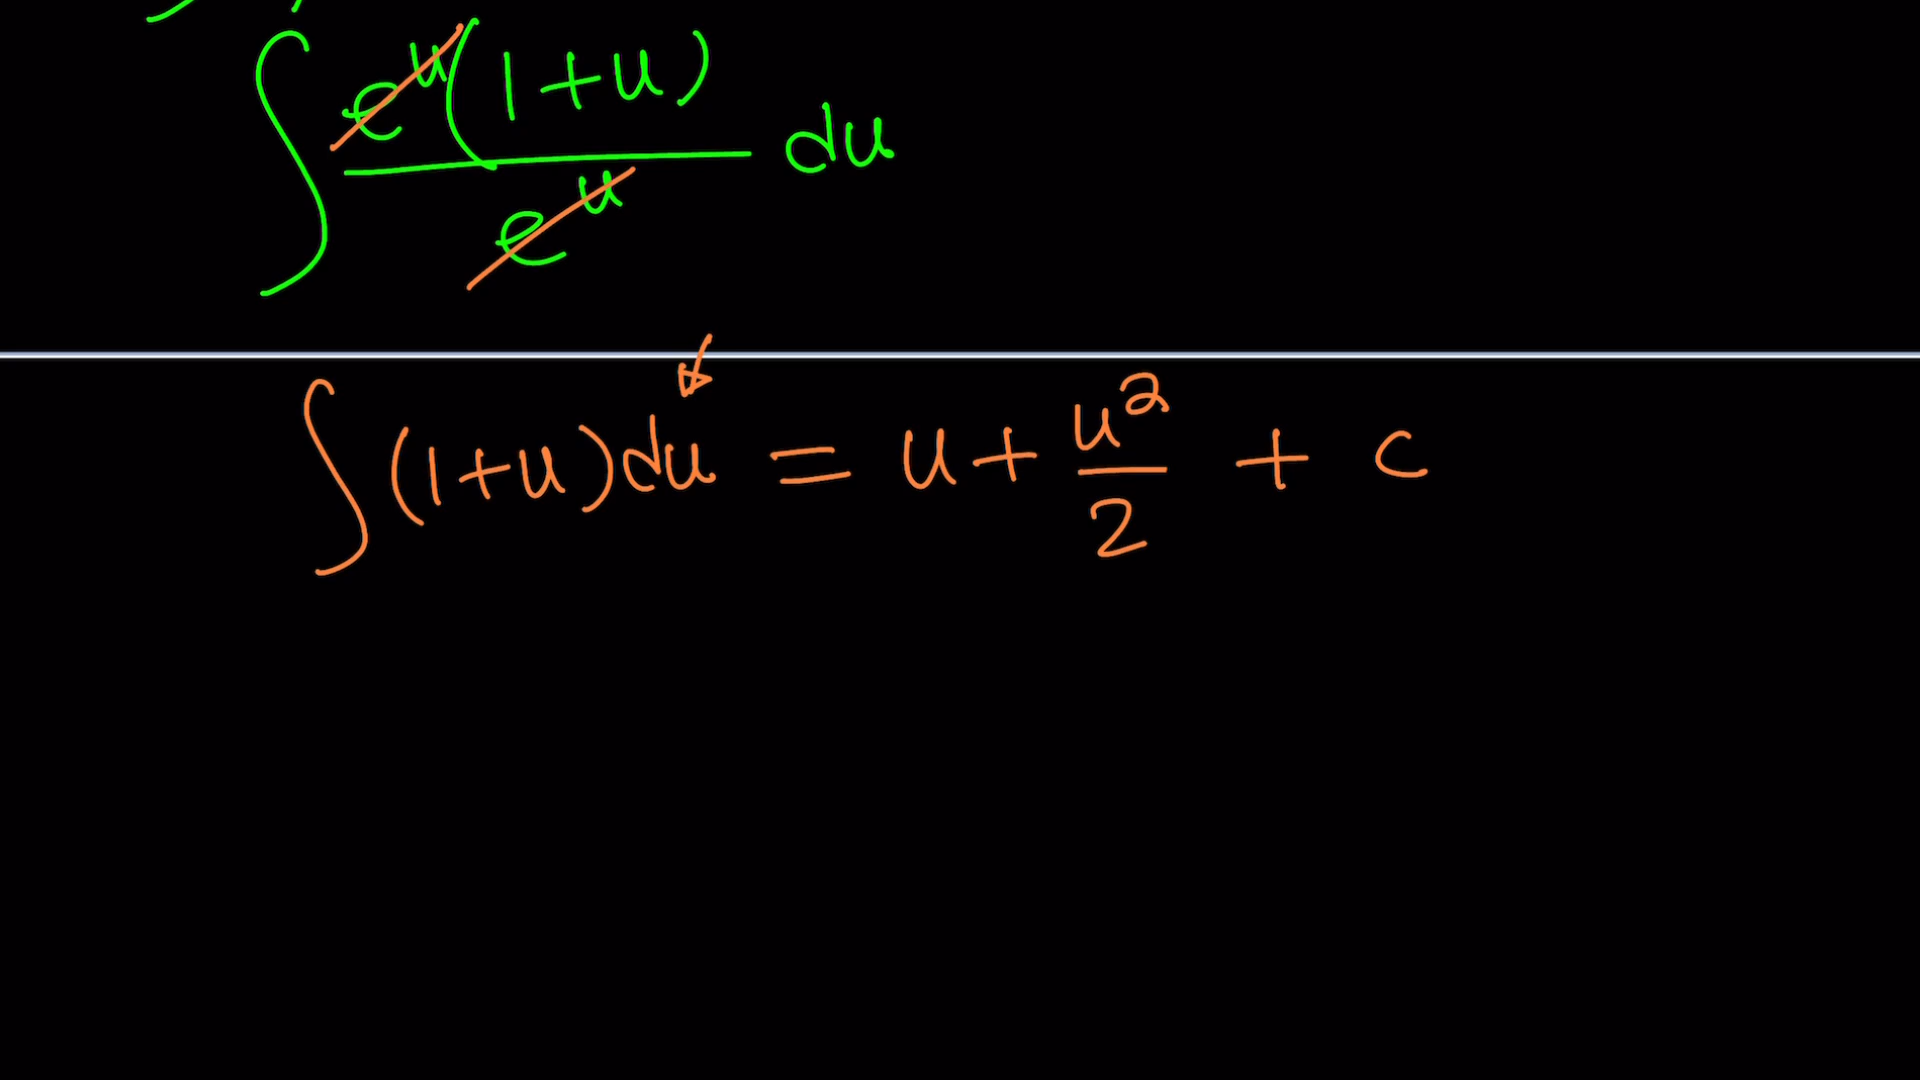 ∫ e^u(1+u) / e^u du
∫(1+u)du = u + u²/2 + c